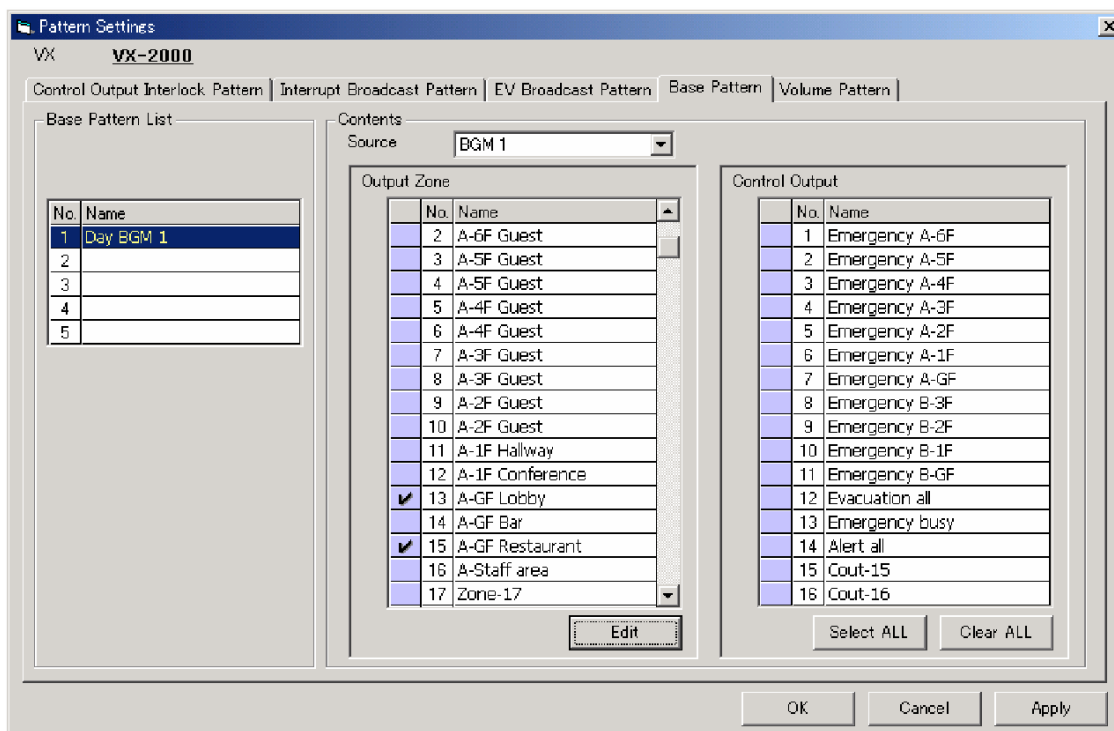 Pattern Settings
VX VX-2000
Control Output Interlock Pattern Interrupt Broadcast Pattern EV Broadcast Pattern Base Pattern Volume Pattern
Base Pattern List
No. Name
1 Day BGM 1
2
3
4
5
Contents
Source BGM 1
Output Zone
No. Name
2 A-6F Guest
3 A-5F Guest
4 A-5F Guest
5 A-4F Guest
6 A-4F Guest
7 A-3F Guest
8 A-3F Guest
9 A-2F Guest
10 A-2F Guest
11 A-1F Hallway
12 A-1F Conference
13 A-GF Lobby
14 A-GF Bar
15 A-GF Restaurant
16 A-Staff area
17 Zone-17
Edit
Control Output
No. Name
1 Emergency A-6F
2 Emergency A-5F
3 Emergency A-4F
4 Emergency A-3F
5 Emergency A-2F
6 Emergency A-1F
7 Emergency A-GF
8 Emergency B-3F
9 Emergency B-2F
10 Emergency B-1F
11 Emergency B-GF
12 Evacuation all
13 Emergency busy
14 Alert all
15 Cout-15
16 Cout-16
Select ALL Clear ALL
OK Cancel Apply